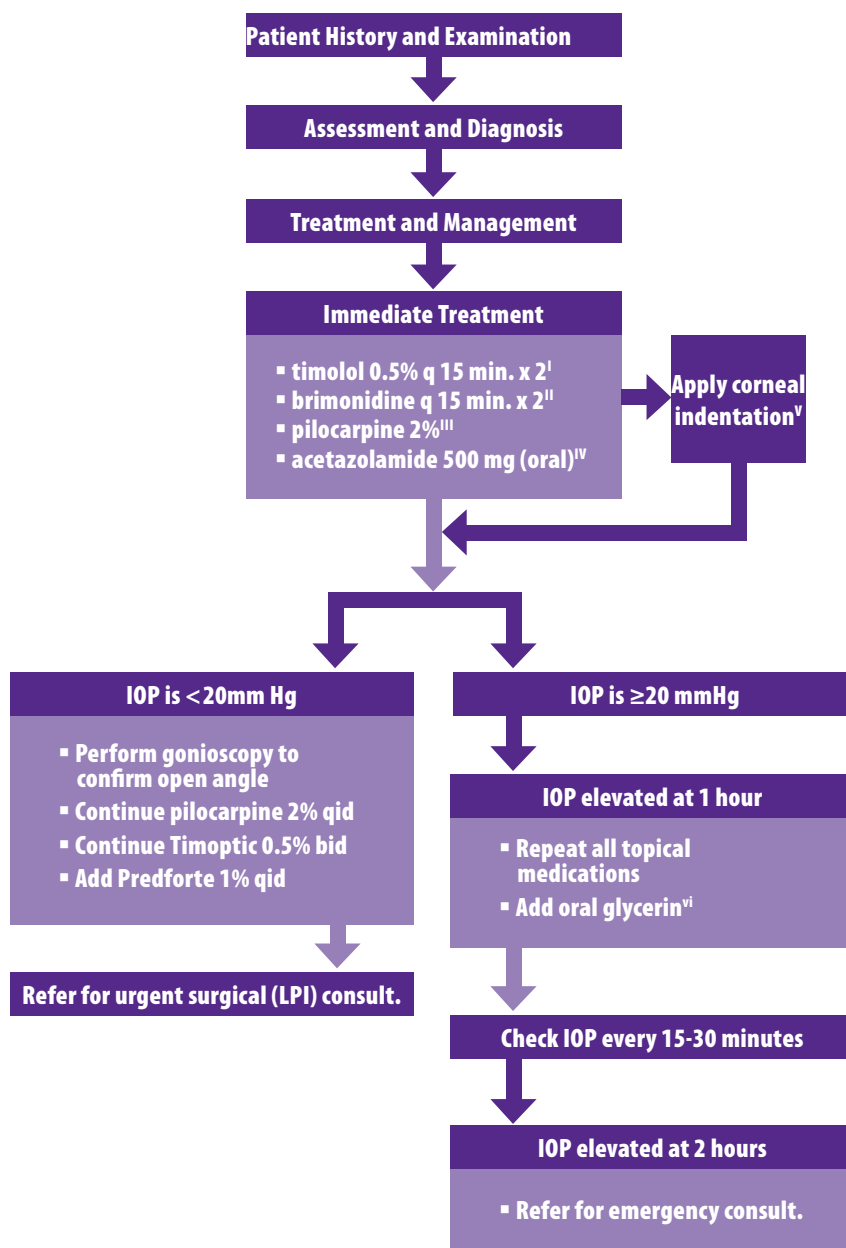 Patient History and Examination
Assessment and Diagnosis
Treatment and Management
Immediate Treatment
▪ timolol 0.5% q 15 min. x 2I
▪ brimonidine q 15 min. x 2II
▪ pilocarpine 2%III
▪ acetazolamide 500 mg (oral)IV
Apply corneal
indentationV
IOP is <20mm Hg
▪ Perform gonioscopy to
confirm open angle
▪ Continue pilocarpine 2% qid
▪ Continue Timoptic 0.5% bid
▪ Add Predforte 1% qid
Refer for urgent surgical (LPI) consult.
IOP is ≥20 mmHg
IOP elevated at 1 hour
▪ Repeat all topical
medications
▪ Add oral glycerinvi
Check IOP every 15-30 minutes
IOP elevated at 2 hours
▪ Refer for emergency consult.